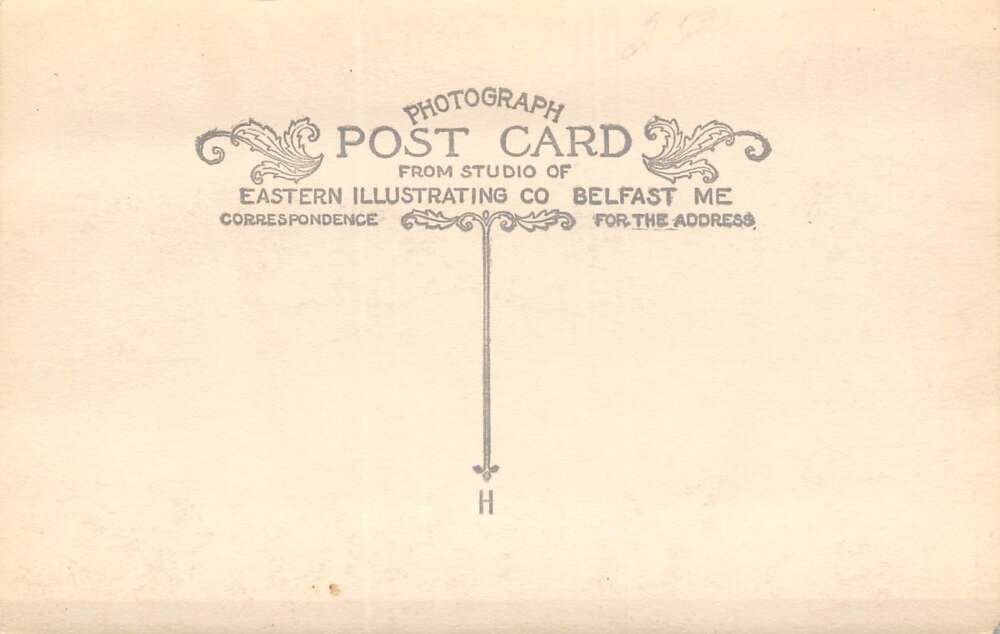 PHOTOGRAPH
POST CARD
FROM STUDIO OF
EASTERN ILLUSTRATING CO BELFAST ME
CORRESPONDENCE FOR THE ADDRESS.
H